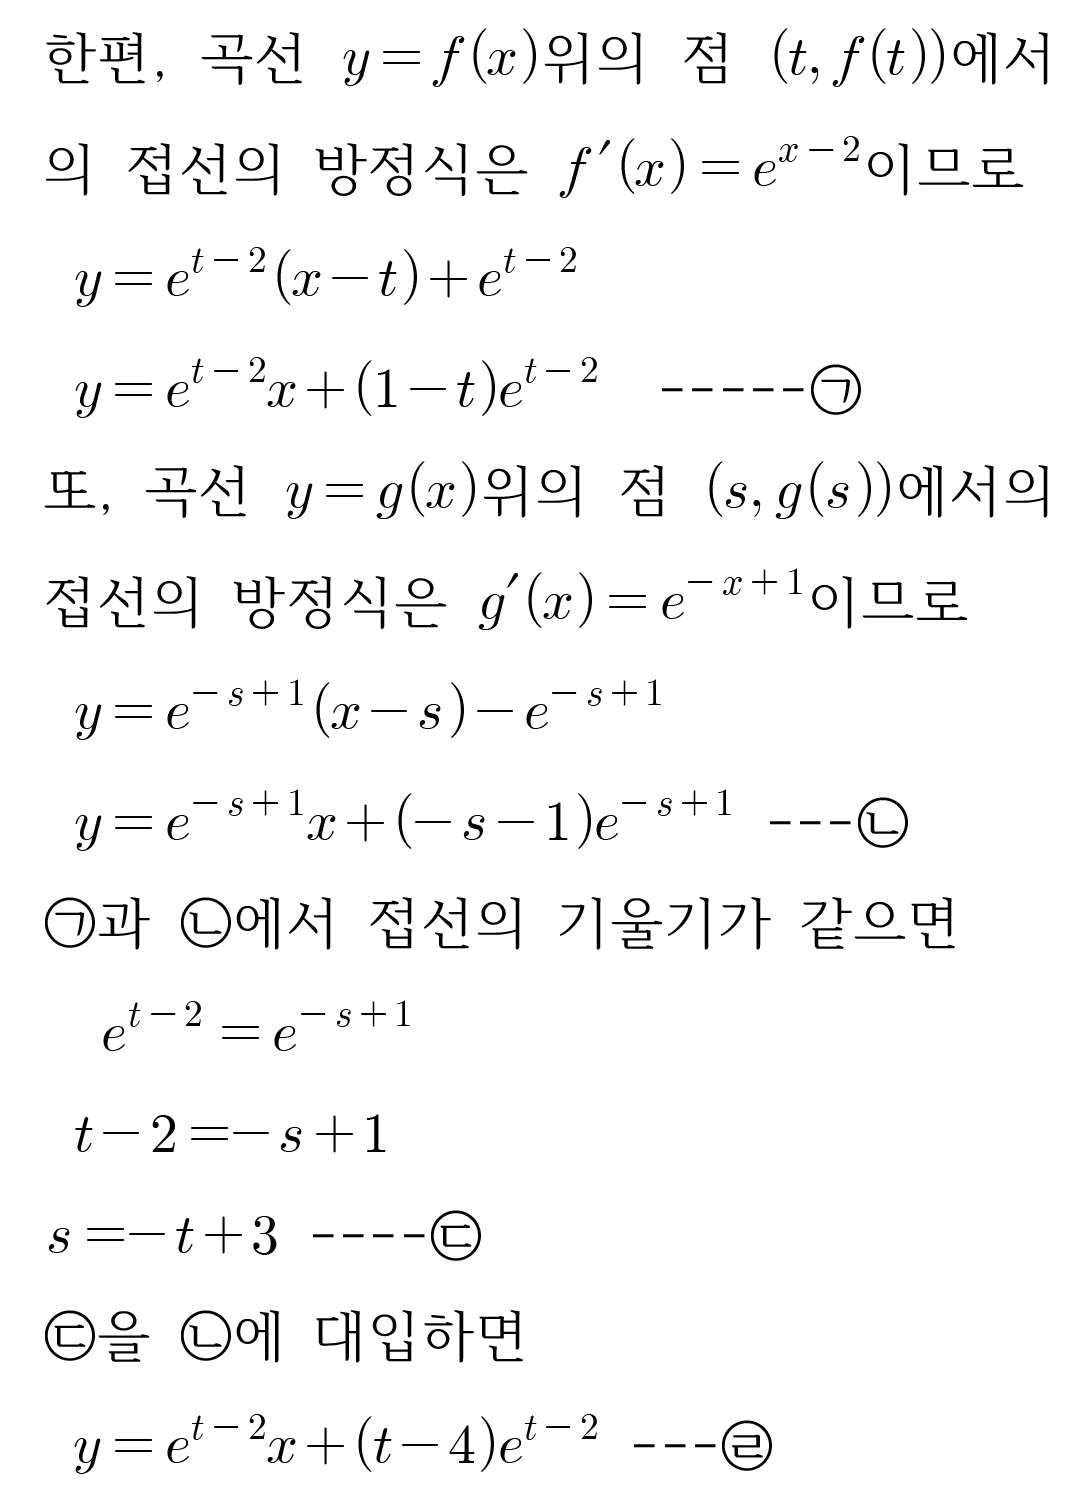 한편, 곡선 y=f(x)위의 점 (t, f(t))에서
의 접선의 방정식은 f′(x)=e^{x-2}이므로
y=e^{t-2}(x-t)+e^{t-2}
y=e^{t-2}x+(1-t)e^{t-2} -----㉠
또, 곡선 y=g(x)위의 점 (s, g(s))에서의
접선의 방정식은 g′(x)=e^{-x+1}이므로
y=e^{-s+1}(x-s)-e^{-s+1}
y=e^{-s+1}x+(-s-1)e^{-s+1} ---㉡
㉠과 ㉡에서 접선의 기울기가 같으면
e^{t-2}=e^{-s+1}
t-2=-s+1
s=-t+3 ----㉢
㉢을 ㉡에 대입하면
y=e^{t-2}x+(t-4)e^{t-2} ---㉣